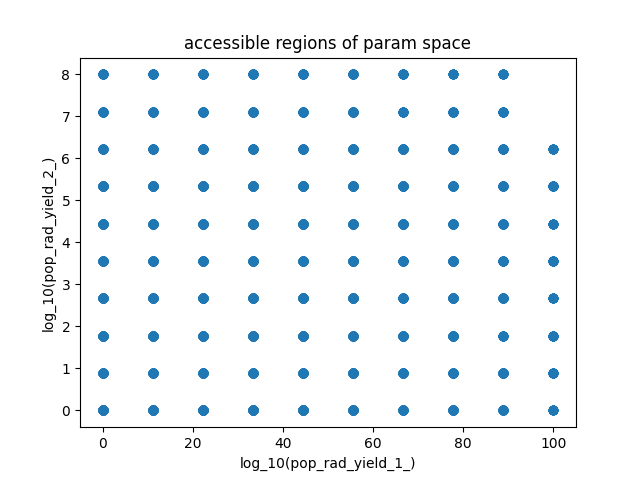 accessible regions of param space
8
7
6
5
4
3
2
1
0
log_10(pop_rad_yield_2_)
0 20 40 60 80 100
log_10(pop_rad_yield_1_)